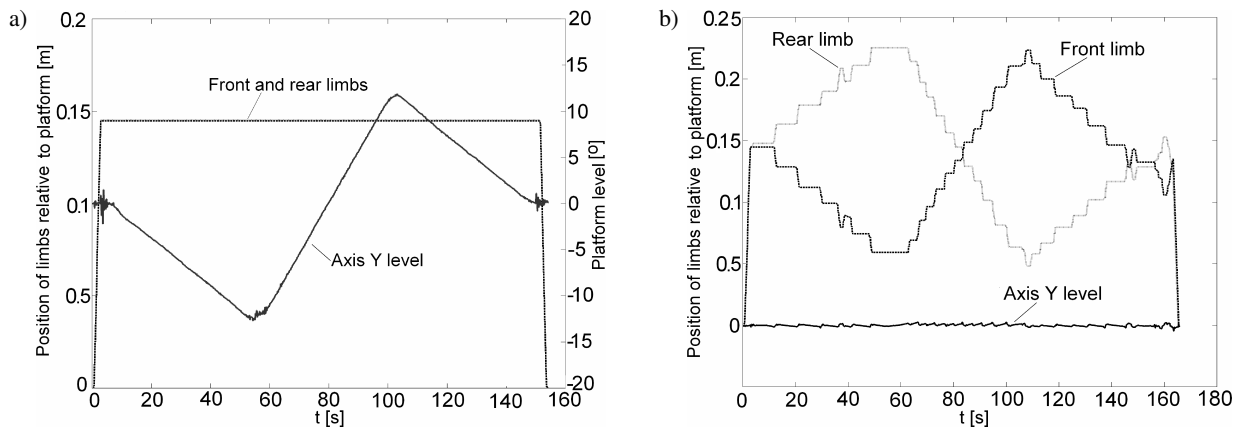 a)
Position of limbs relative to platform [m]
0.2
0.15
0.1
0.5
0
Front and rear limbs
Axis Y level
20
15
10
5
0
-5
-10
-15
-20
Platform level [º]
0 20 40 60 80 100 120 140 160
t [s]
b)
Position of limbs relative to platform [m]
0.25
0.2
0.15
0.1
0.5
0
Rear limb
Front limb
Axis Y level
0 20 40 60 80 100 120 140 160 180
t [s]